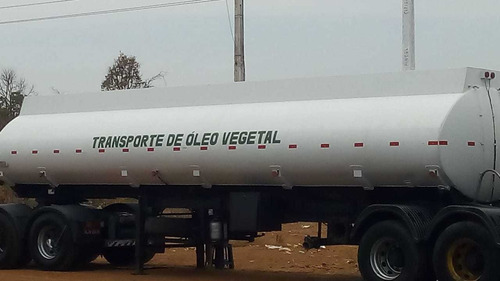 TRANSPORTE DE ÓLEO VEGETAL